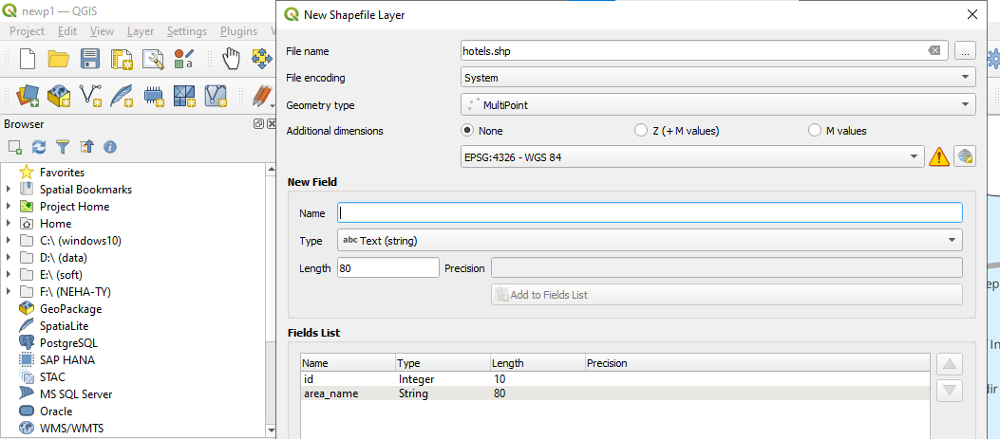 newp1 — QGIS
Project Edit View Layer Settings Plugins
Browser
Favorites
Spatial Bookmarks
Project Home
Home
C:\ (windows10)
D:\ (data)
E:\ (soft)
F:\ (NEHA-TY)
GeoPackage
SpatiaLite
PostgreSQL
SAP HANA
STAC
MS SQL Server
Oracle
WMS/WMTS
New Shapefile Layer
File name hotels.shp ...
File encoding System
Geometry type MultiPoint
Additional dimensions None Z (+ M values) M values
EPSG:4326 - WGS 84
New Field
Name
Type abc Text (string)
Length 80 Precision
Add to Fields List
Fields List
Name Type Length Precision
id Integer 10
area_name String 80